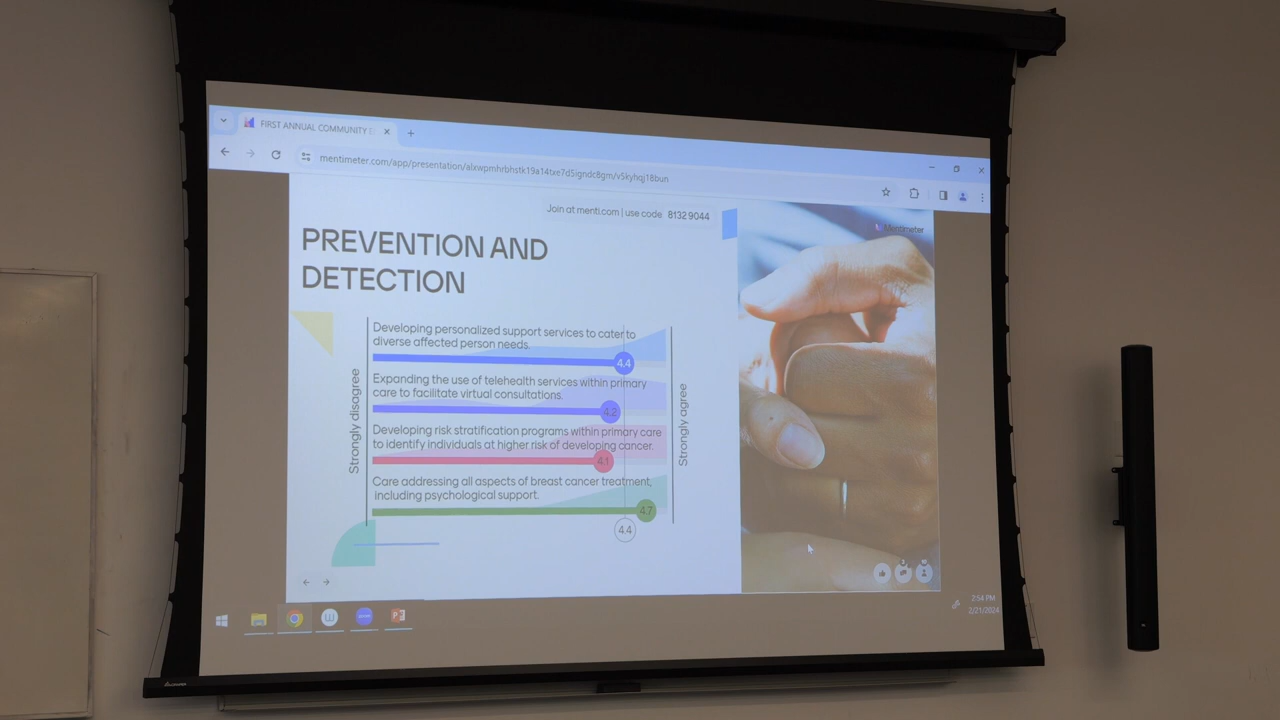 FIRST ANNUAL COMMUNITY
mentimeter.com/app/presentation/alxwpmhrbhstk19a14txe7d5igndc8gm/v5kyhqj18bun
Join at menti.com | use code 8132 9044
Mentimeter
PREVENTION AND
DETECTION
Strongly disagree
Developing personalized support services to cater to
diverse affected person needs.
4.4
Expanding the use of telehealth services within primary
care to facilitate virtual consultations.
4.2
Developing risk stratification programs within primary care
to identify individuals at higher risk of developing cancer.
4.1
Care addressing all aspects of breast cancer treatment,
including psychological support.
4.7
4.4
Strongly agree
2:54 PM
2/21/2024